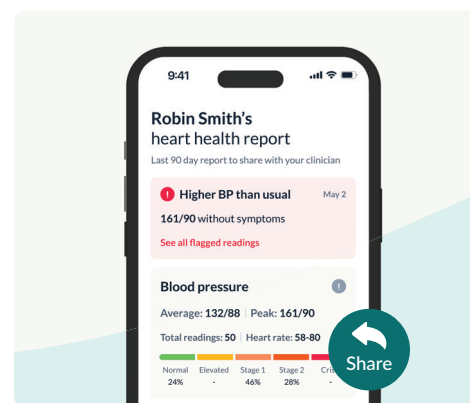 9:41
Robin Smith's
heart health report
Last 90 day report to share with your clinician
! Higher BP than usual May 2
161/90 without symptoms
See all flagged readings
Blood pressure !
Average: 132/88 | Peak: 161/90
Total readings: 50 | Heart rate: 58-80
Normal Elevated Stage 1 Stage 2
24% - 46% 28% -
Share